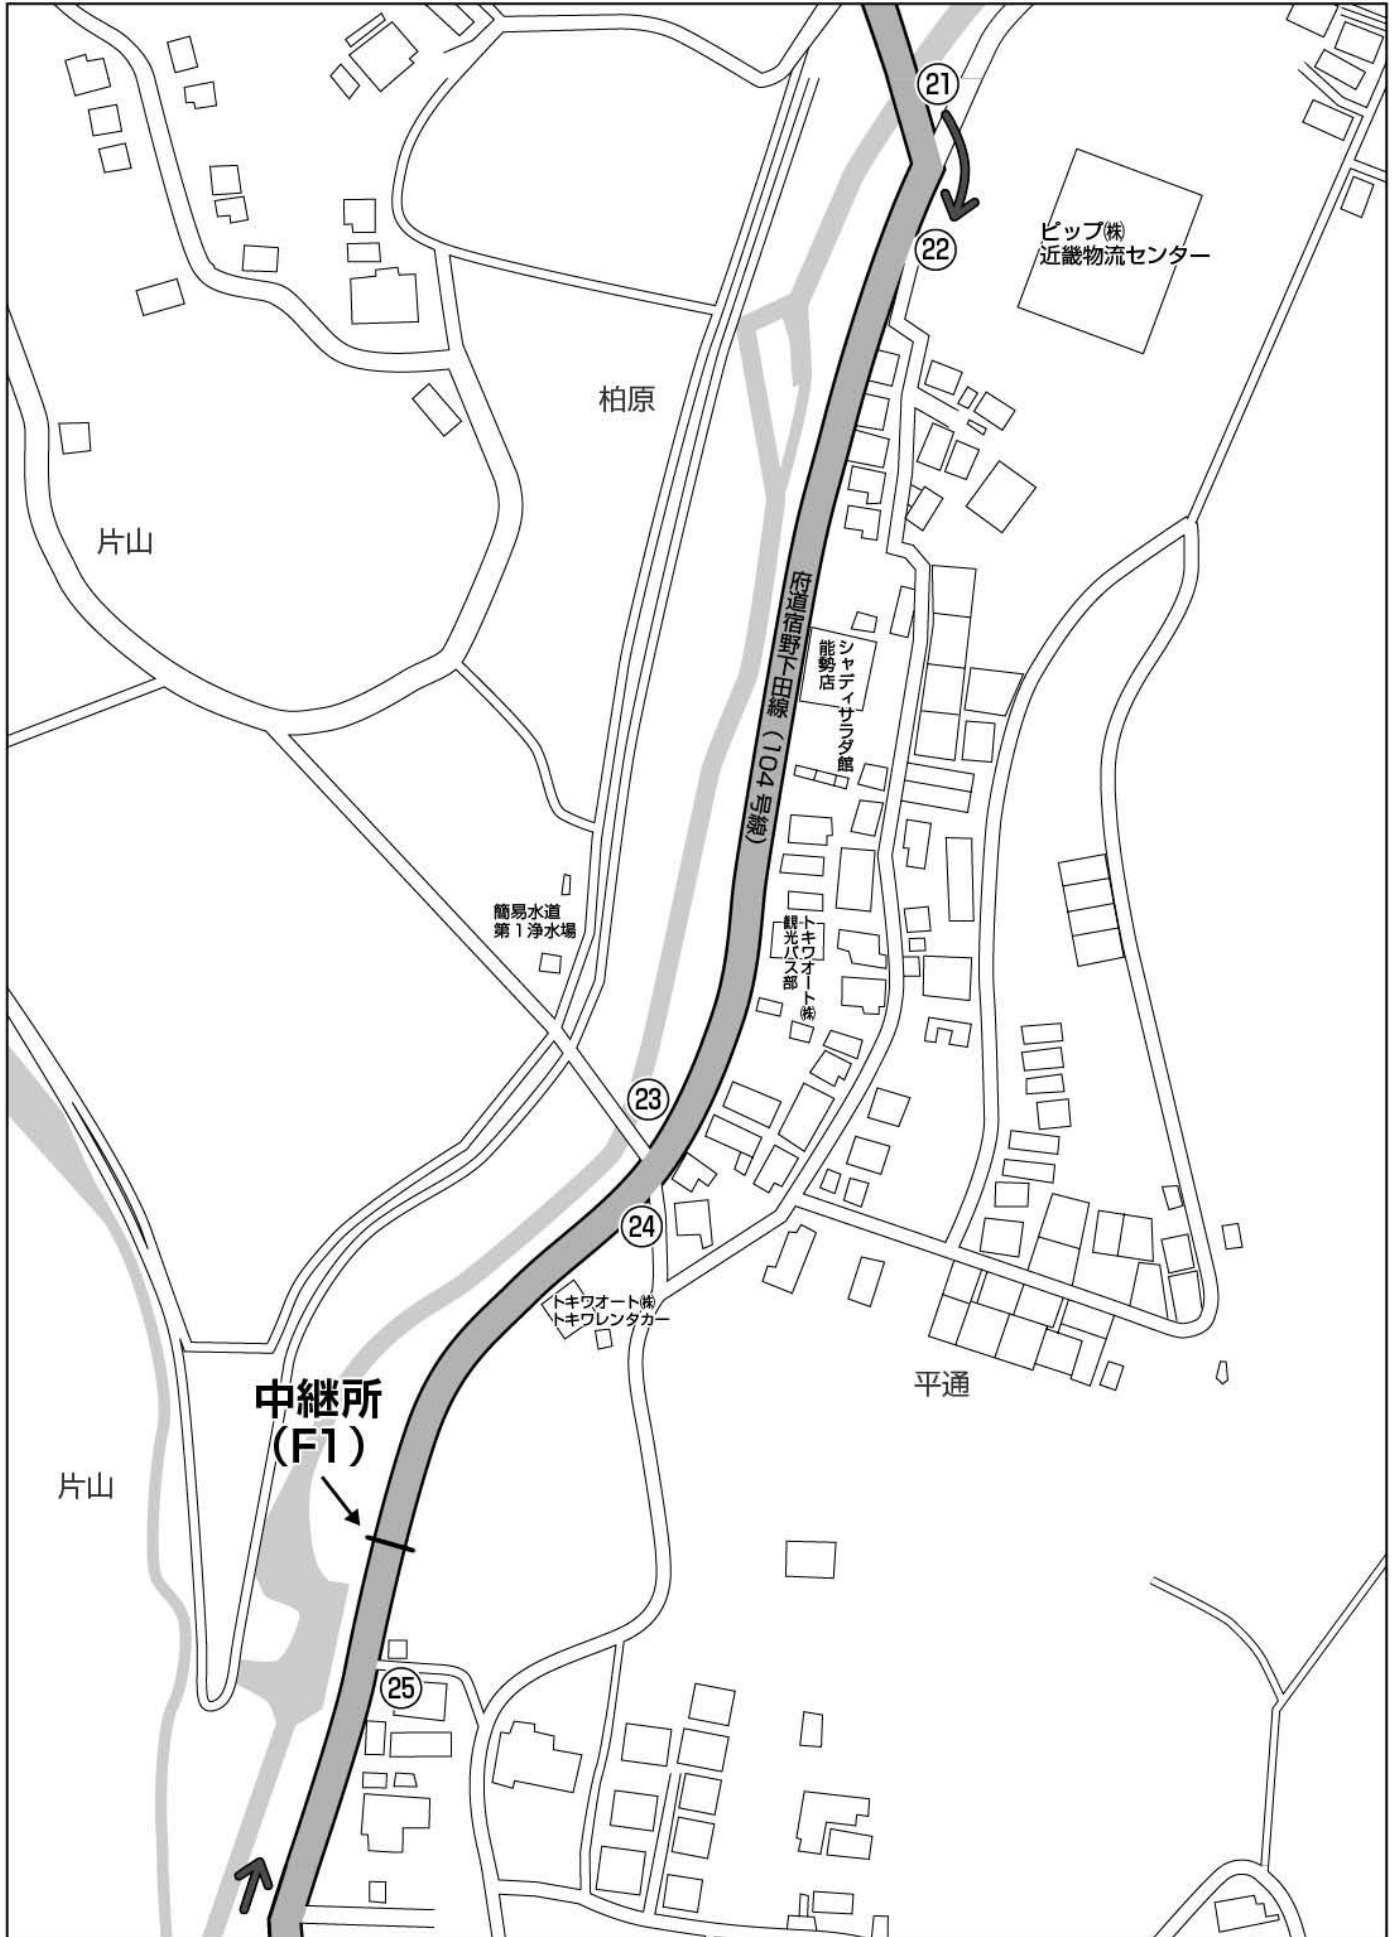 ㉑
㉒
ピップ㈱
近畿物流センター
柏原
片山
府道宿野下田線（104号線）
シャディサラダ館
能勢店
簡易水道
第1浄水場
トキワオート㈱
観光バス部
㉓
㉔
トキワオート㈱
トキワレンタカー
平通
中継所
（F1）
片山
㉕